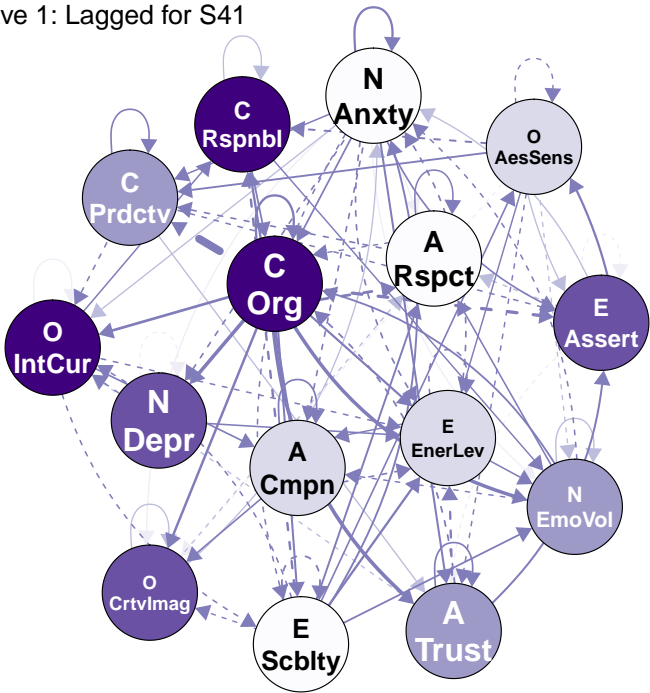 ve 1: Lagged for S41
N
Anxty
C
Rspnbl
O
AesSens
C
Prdctv
A
Rspct
C
Org
E
Assert
O
IntCur
N
Depr
E
EnerLev
A
Cmpn
N
EmoVol
O
CrtvImag
E
Scblty
A
Trust